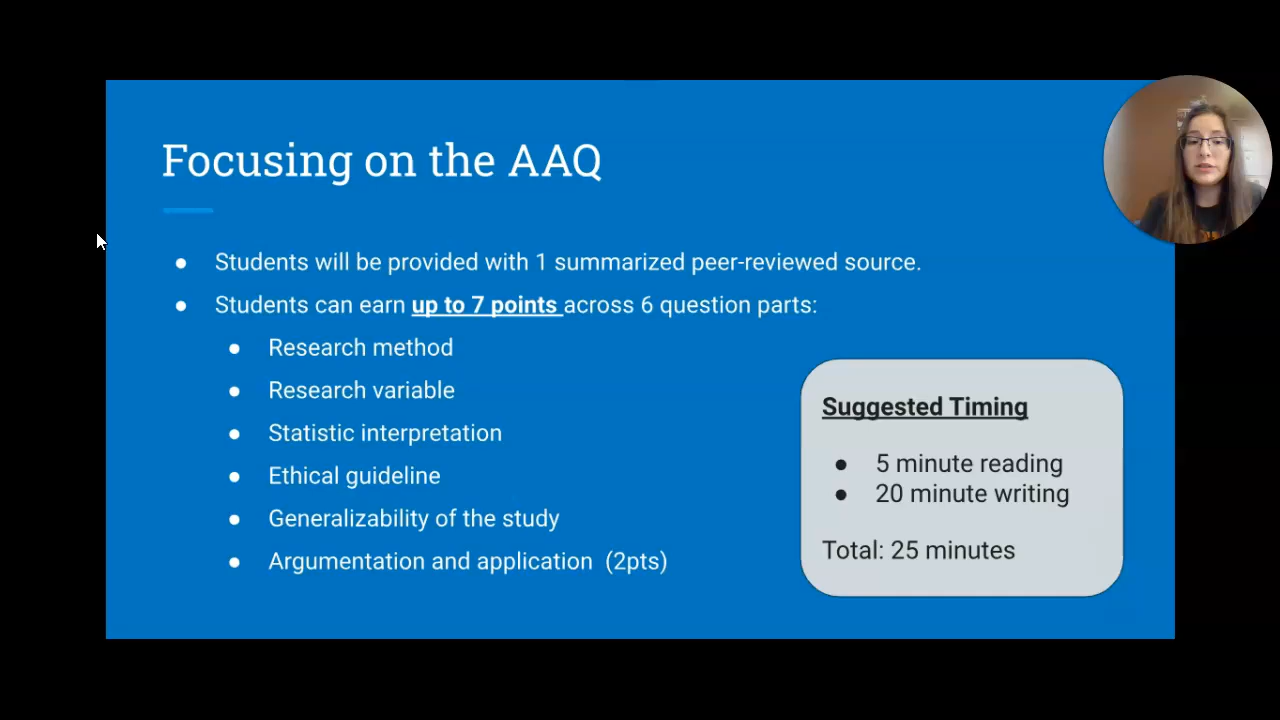 Focusing on the AAQ
● Students will be provided with 1 summarized peer-reviewed source.
● Students can earn up to 7 points across 6 question parts:
● Research method
● Research variable
● Statistic interpretation
● Ethical guideline
● Generalizability of the study
● Argumentation and application (2pts)
Suggested Timing
● 5 minute reading
● 20 minute writing
Total: 25 minutes